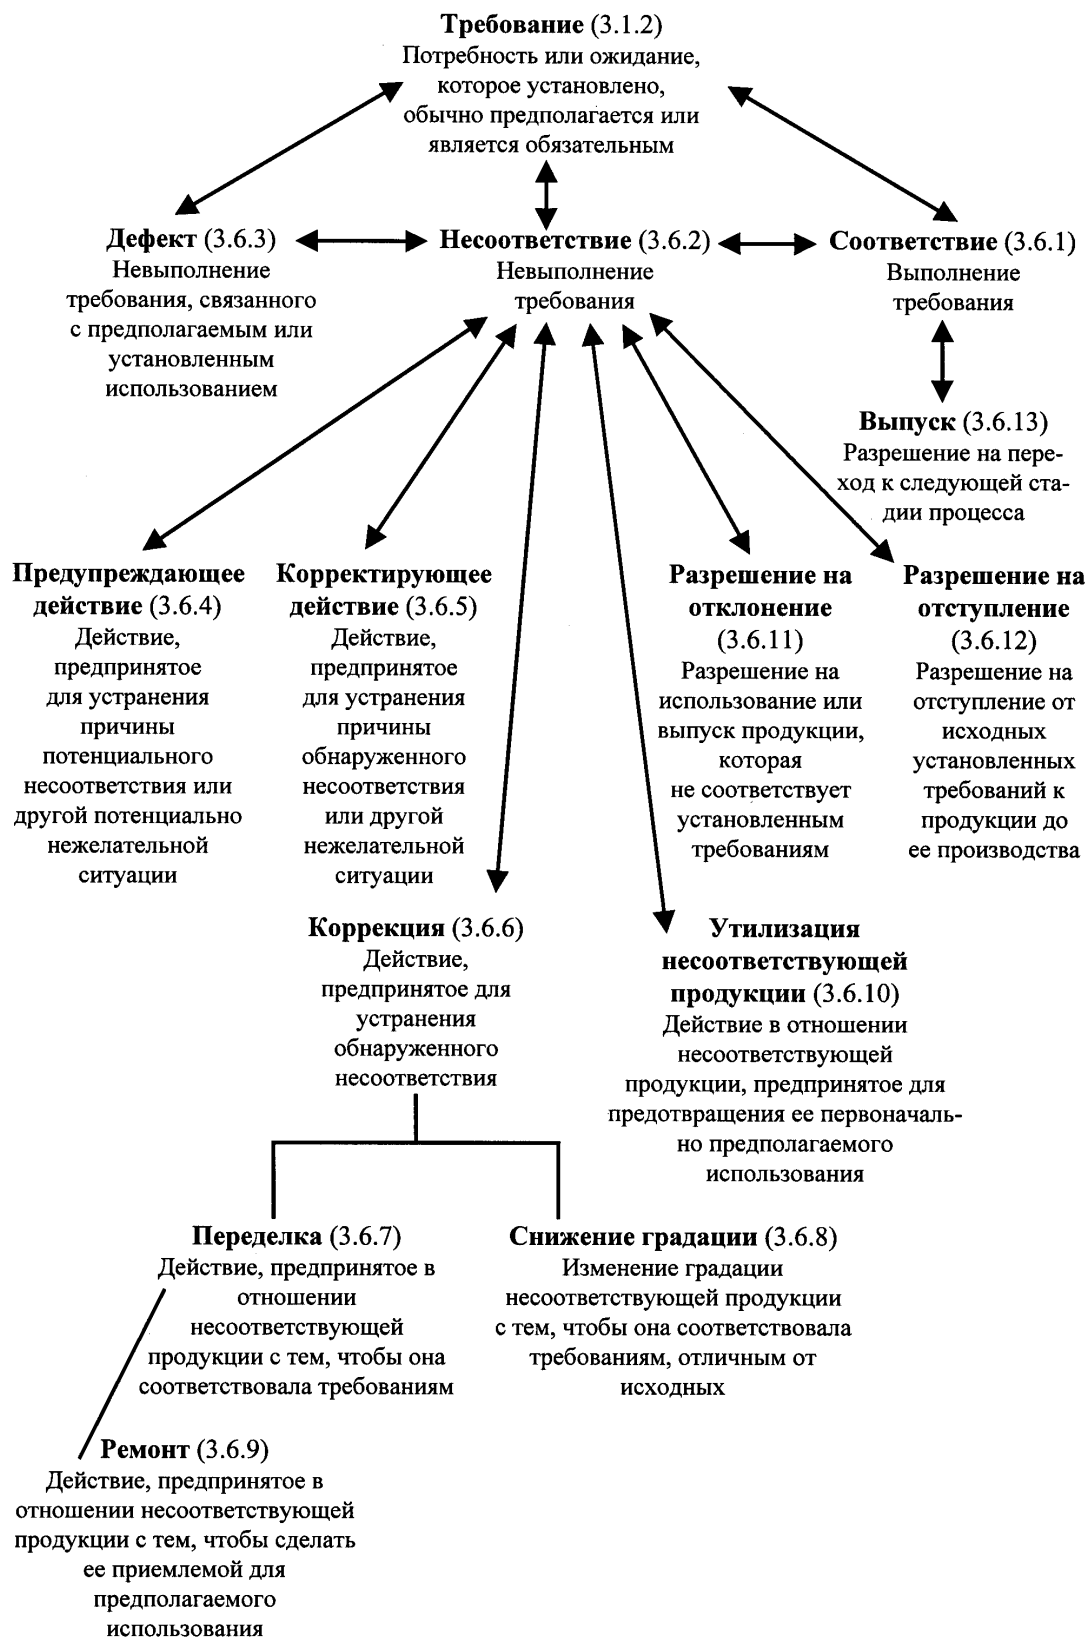 Требование (3.1.2)
Потребность или ожидание,
которое установлено,
обычно предполагается или
является обязательным
Дефект (3.6.3)
Невыполнение
требования, связанного
с предполагаемым или
установленным
использованием
Несоответствие (3.6.2)
Невыполнение
требования
Соответствие (3.6.1)
Выполнение
требования
Выпуск (3.6.13)
Разрешение на пере-
ход к следующей ста-
дии процесса
Предупреждающее
действие (3.6.4)
Действие,
предпринятое
для устранения
причины
потенциального
несоответствия или
другой потенциально
нежелательной
ситуации
Корректирующее
действие (3.6.5)
Действие,
предпринятое
для устранения
причины
обнаруженного
несоответствия
или другой
нежелательной
ситуации
Разрешение на
отклонение
(3.6.11)
Разрешение на
использование или
выпуск продукции,
которая
не соответствует
установленным
требованиям
Разрешение на
отступление
(3.6.12)
Разрешение на
отступление от
исходных
установленных
требований к
продукции до
ее производства
Коррекция (3.6.6)
Действие,
предпринятое для
устранения
обнаруженного
несоответствия
Утилизация
несоответствующей
продукции (3.6.10)
Действие в отношении
несоответствующей
продукции, предпринятое для
предотвращения ее первоначаль-
но предполагаемого
использования
Переделка (3.6.7)
Действие, предпринятое в
отношении
несоответствующей
продукции с тем, чтобы она
соответствовала требованиям
Снижение градации (3.6.8)
Изменение градации
несоответствующей продукции
с тем, чтобы она соответствовала
требованиям, отличным от
исходных
Ремонт (3.6.9)
Действие, предпринятое в
отношении несоответствующей
продукции с тем, чтобы сделать
ее приемлемой для
предполагаемого
использования